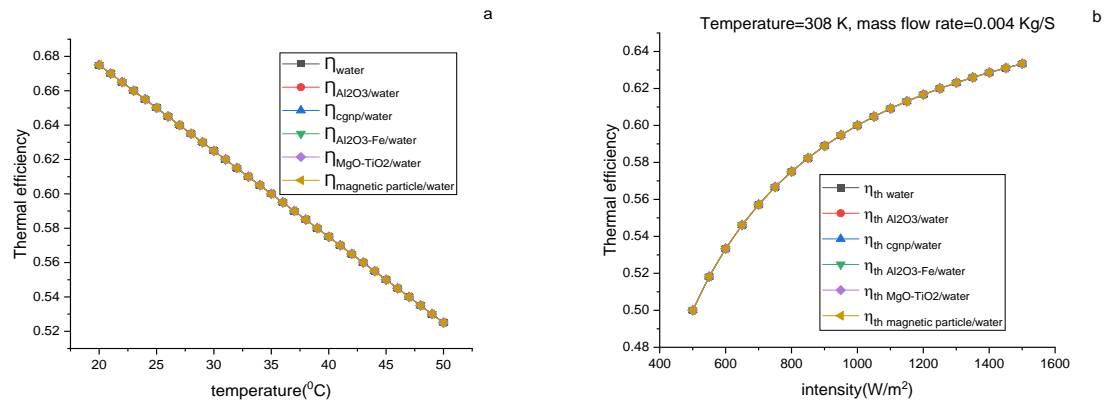 a
0.68
0.66
0.64
0.62
0.60
0.58
0.56
0.54
0.52
20 25 30 35 40 45 50
Thermal efficiency
temperature(⁰C)
Ƞwater
ȠAl2O3/water
Ƞcgnp/water
ȠAl2O3-Fe/water
ȠMgO-TiO2/water
Ƞmagnetic particle/water
b
Temperature=308 K, mass flow rate=0.004 Kg/S
0.64
0.62
0.60
0.58
0.56
0.54
0.52
0.50
0.48
400 600 800 1000 1200 1400 1600
Thermal efficiency
intensity(W/m²)
ηth water
ηth Al2O3/water
ηth cgnp/water
ηth Al2O3-Fe/water
ηth MgO-TiO2/water
ηth magnetic particle/water